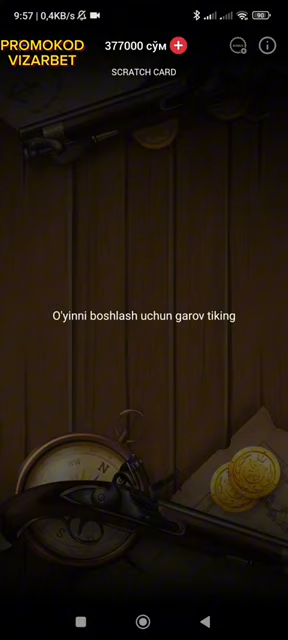 9:57 | 0,4KB/s
90
PROMOKOD
VIZARBET
377000 сўм
SCRATCH CARD
O'yinni boshlash uchun garov tiking
N
S